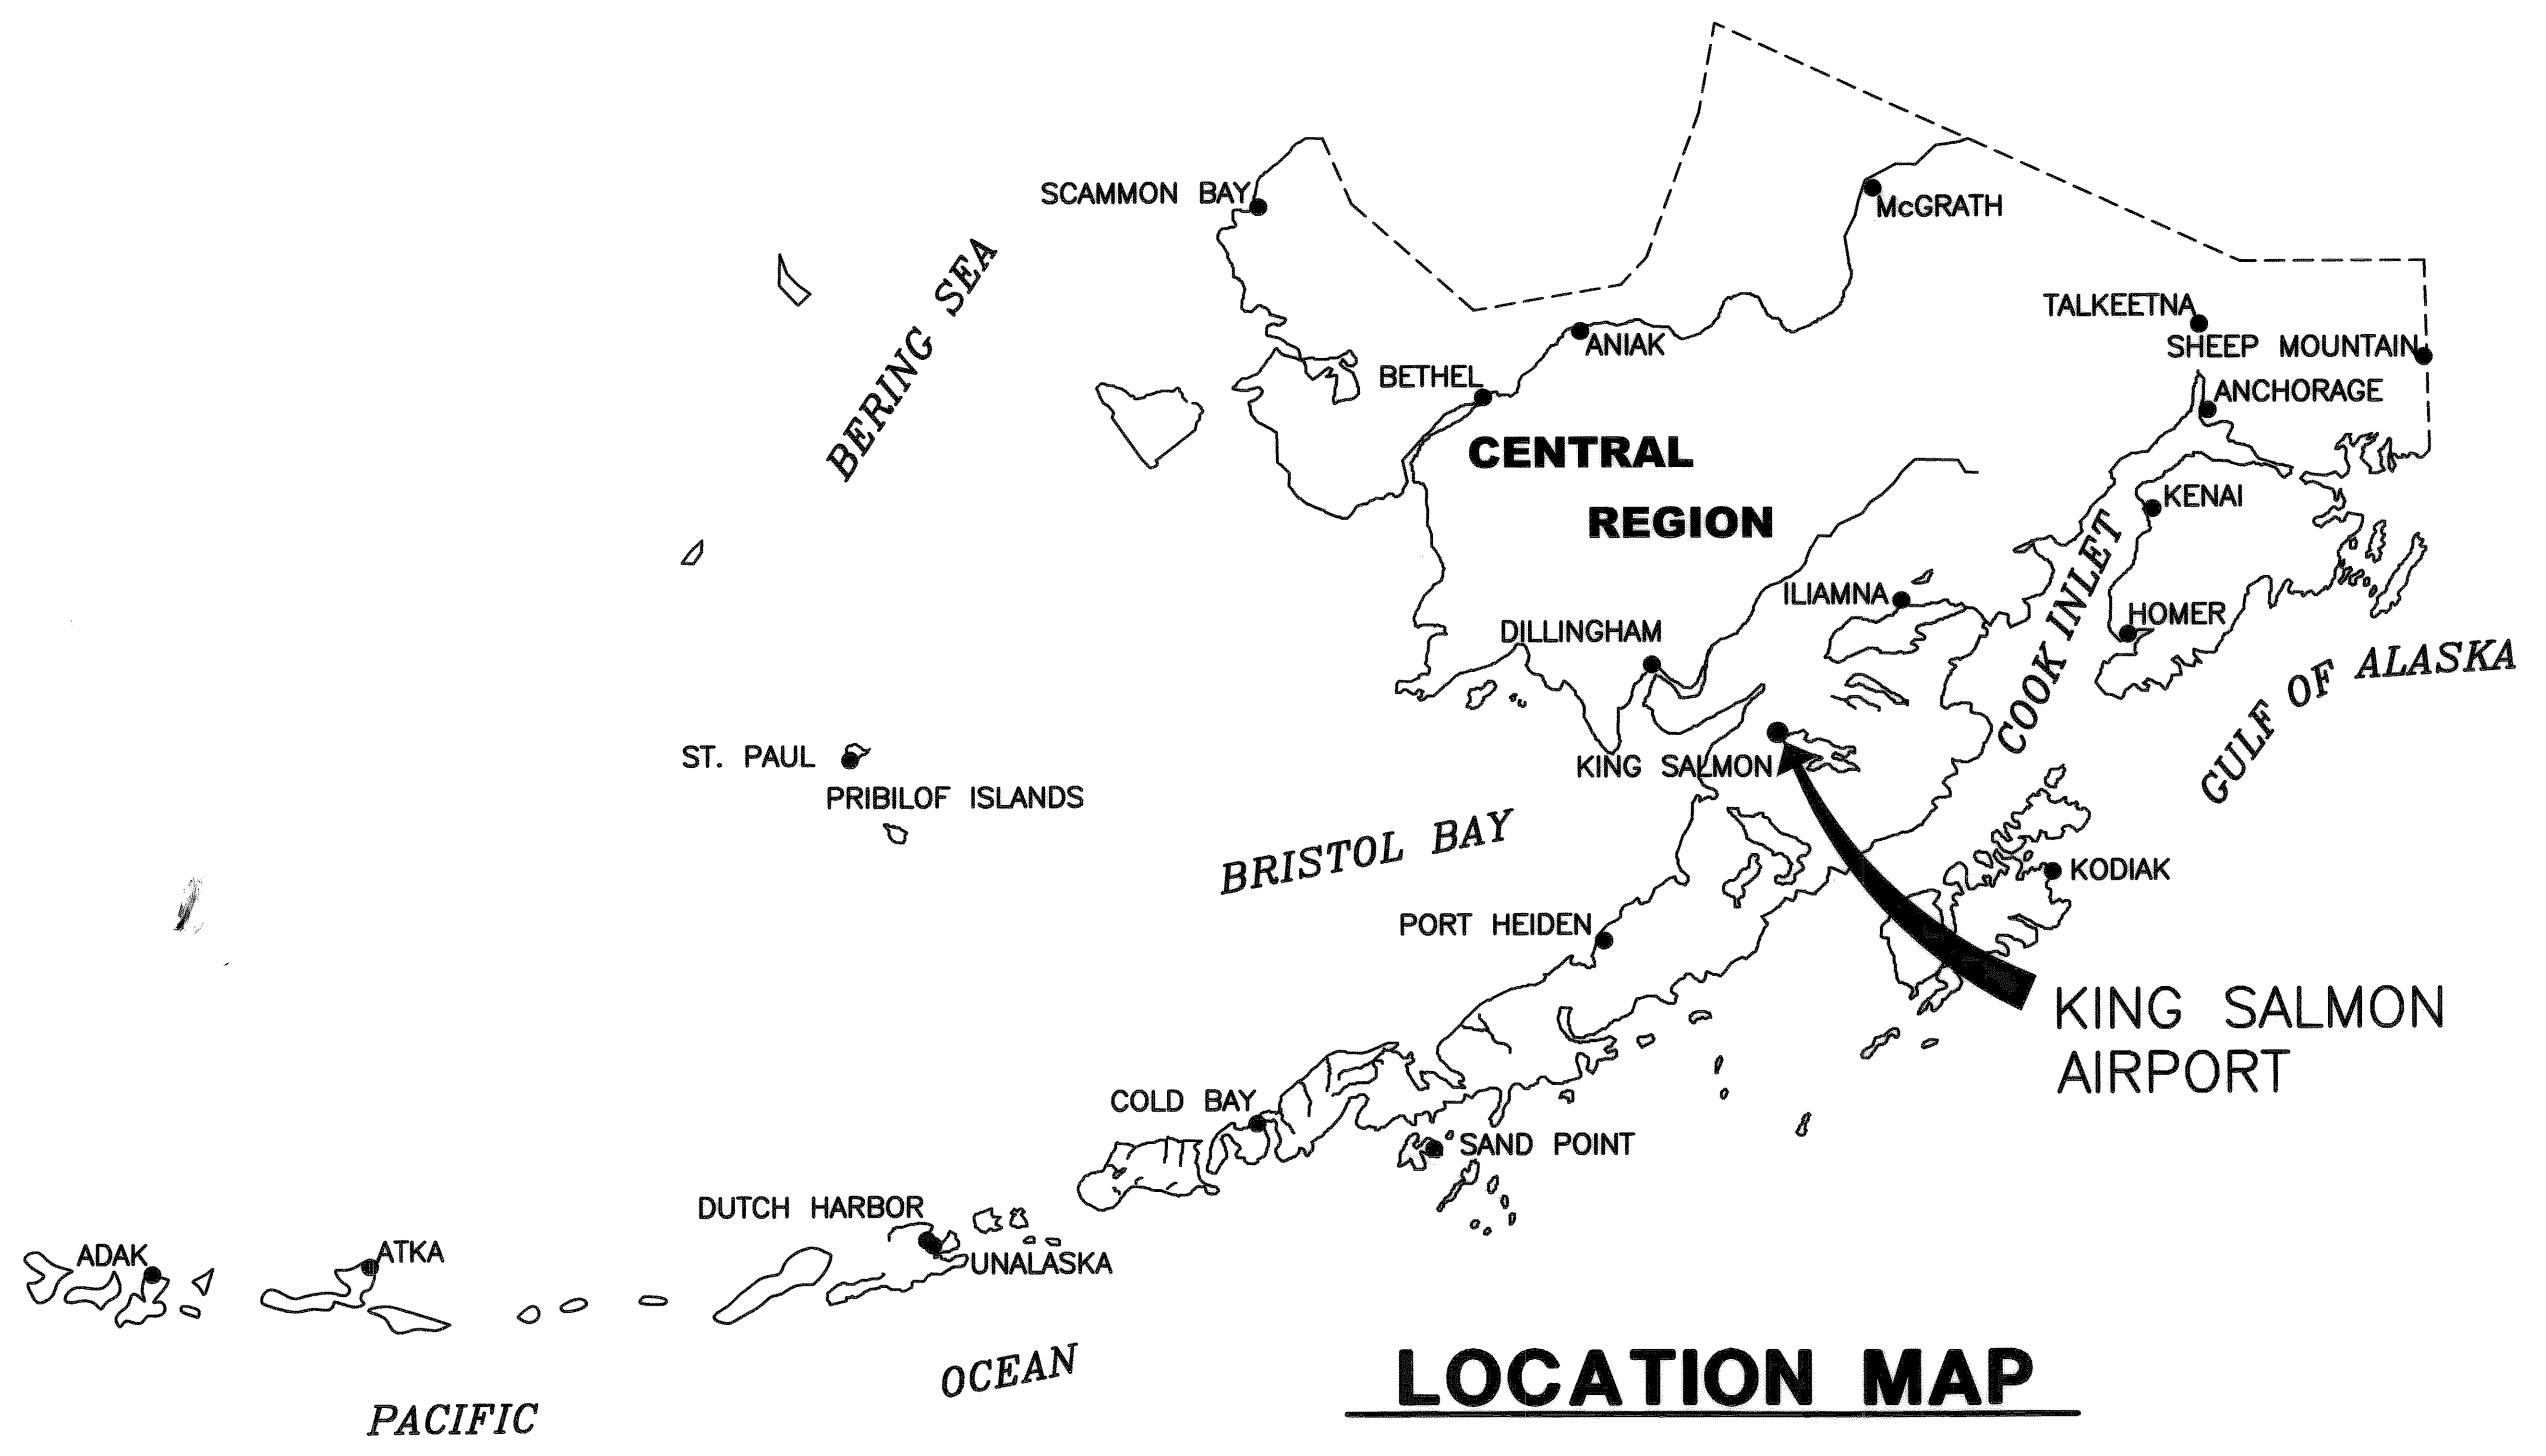 SCAMMON BAY
McGRATH
BERING SEA
TALKEETNA
SHEEP MOUNTAIN
ANIAK
BETHEL
ANCHORAGE
CENTRAL
REGION
KENAI
COOK INLET
ILIAMNA
HOMER
DILLINGHAM
GULF OF ALASKA
ST. PAUL
PRIBILOF ISLANDS
KING SALMON
BRISTOL BAY
KODIAK
PORT HEIDEN
KING SALMON
AIRPORT
COLD BAY
SAND POINT
DUTCH HARBOR
UNALASKA
ADAK
ATKA
PACIFIC
OCEAN
LOCATION MAP